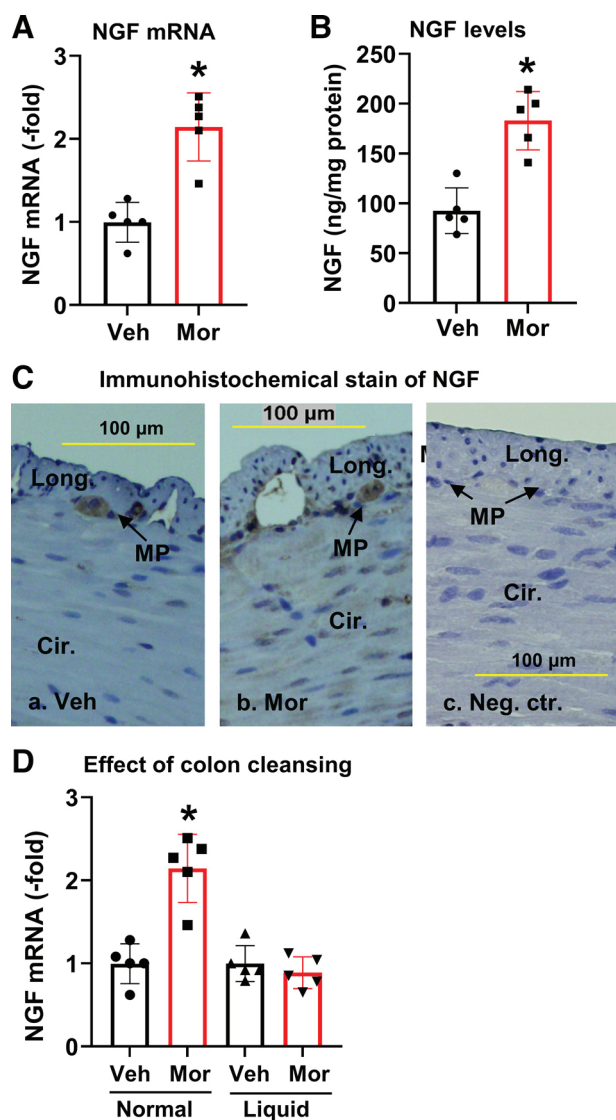 A
NGF mRNA
NGF mRNA (-fold)
3
2
1
0
*
Veh Mor
B
NGF levels
NGF (ng/mg protein)
250
200
150
100
50
0
*
Veh Mor
C
Immunohistochemical stain of NGF
100 µm
Long.
MP
Cir.
a. Veh
100 µm
Long.
MP
Cir.
b. Mor
Long.
MP
Cir.
100 µm
c. Neg. ctr.
D
Effect of colon cleansing
NGF mRNA (-fold)
3
2
1
0
*
Veh Mor Veh Mor
Normal Liquid